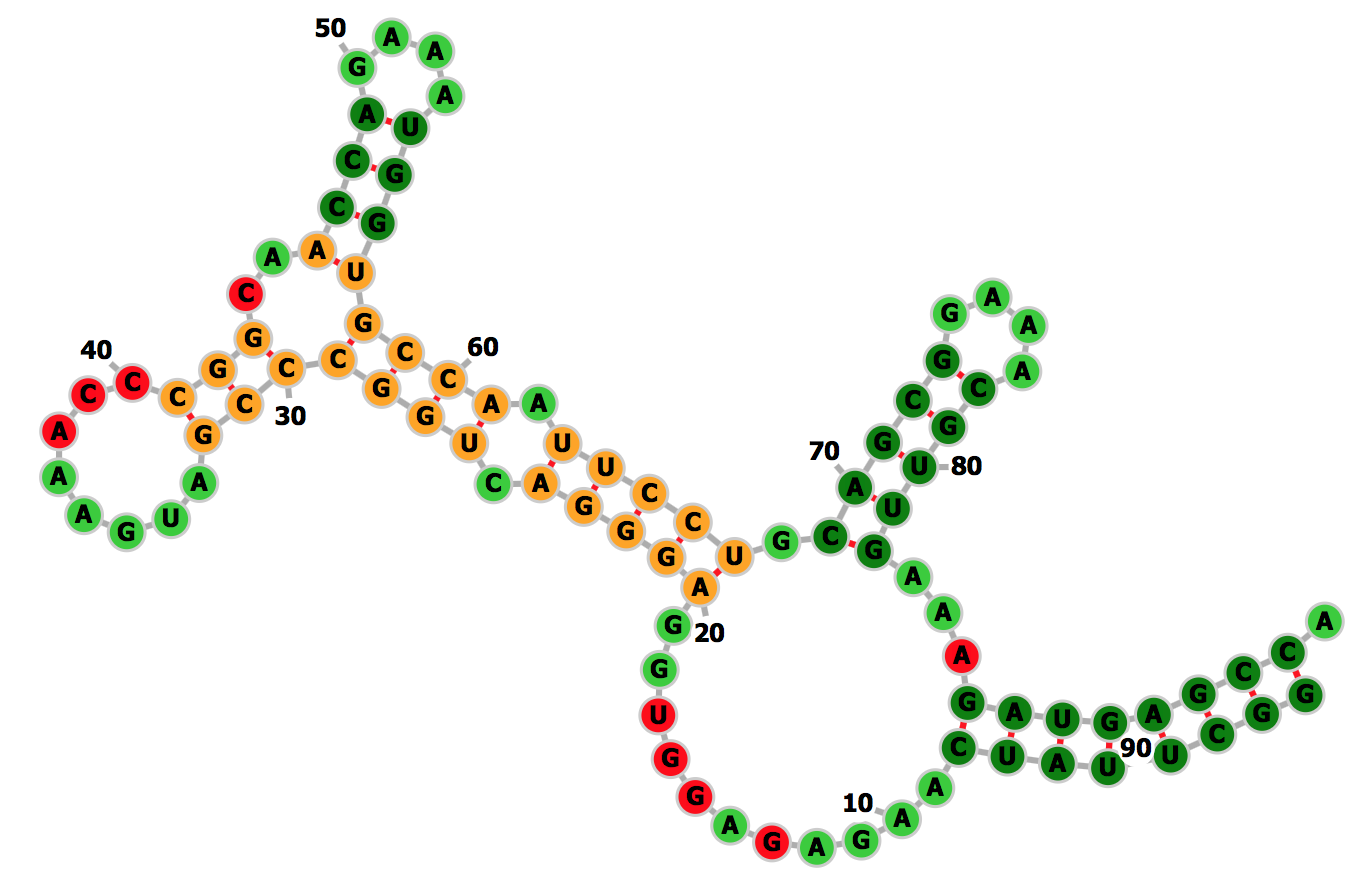 G G C U U A U C A A
10
G A G A G G U G G A
20
G G G A C U G G C C
30
C G A U G A A A C C
40
C G G C A A C C A G
50
A A A U G G U G C C
60
A A U U C C U G C A
70
G C G G A A A C G U
80
U G A A A G A U G A
90
G C C A